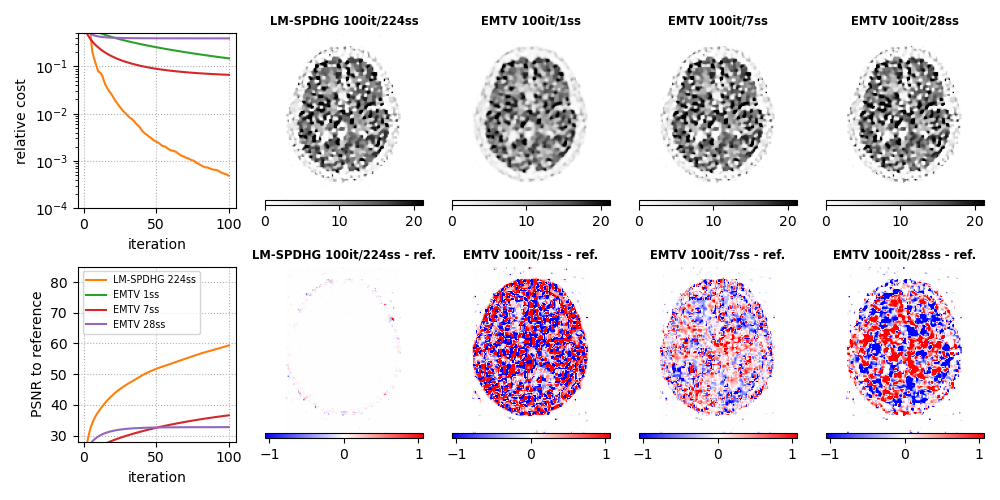 LM-SPDHG 100it/224ss
EMTV 100it/1ss
EMTV 100it/7ss
EMTV 100it/28ss
relative cost
10⁻¹
10⁻²
10⁻³
10⁻⁴
0 50 100
iteration
0 10 20
0 10 20
0 10 20
0 10 20
LM-SPDHG 100it/224ss - ref.
EMTV 100it/1ss - ref.
EMTV 100it/7ss - ref.
EMTV 100it/28ss - ref.
PSNR to reference
80
70
60
50
40
30
LM-SPDHG 224ss
EMTV 1ss
EMTV 7ss
EMTV 28ss
0 50 100
iteration
−1 0 1
−1 0 1
−1 0 1
−1 0 1